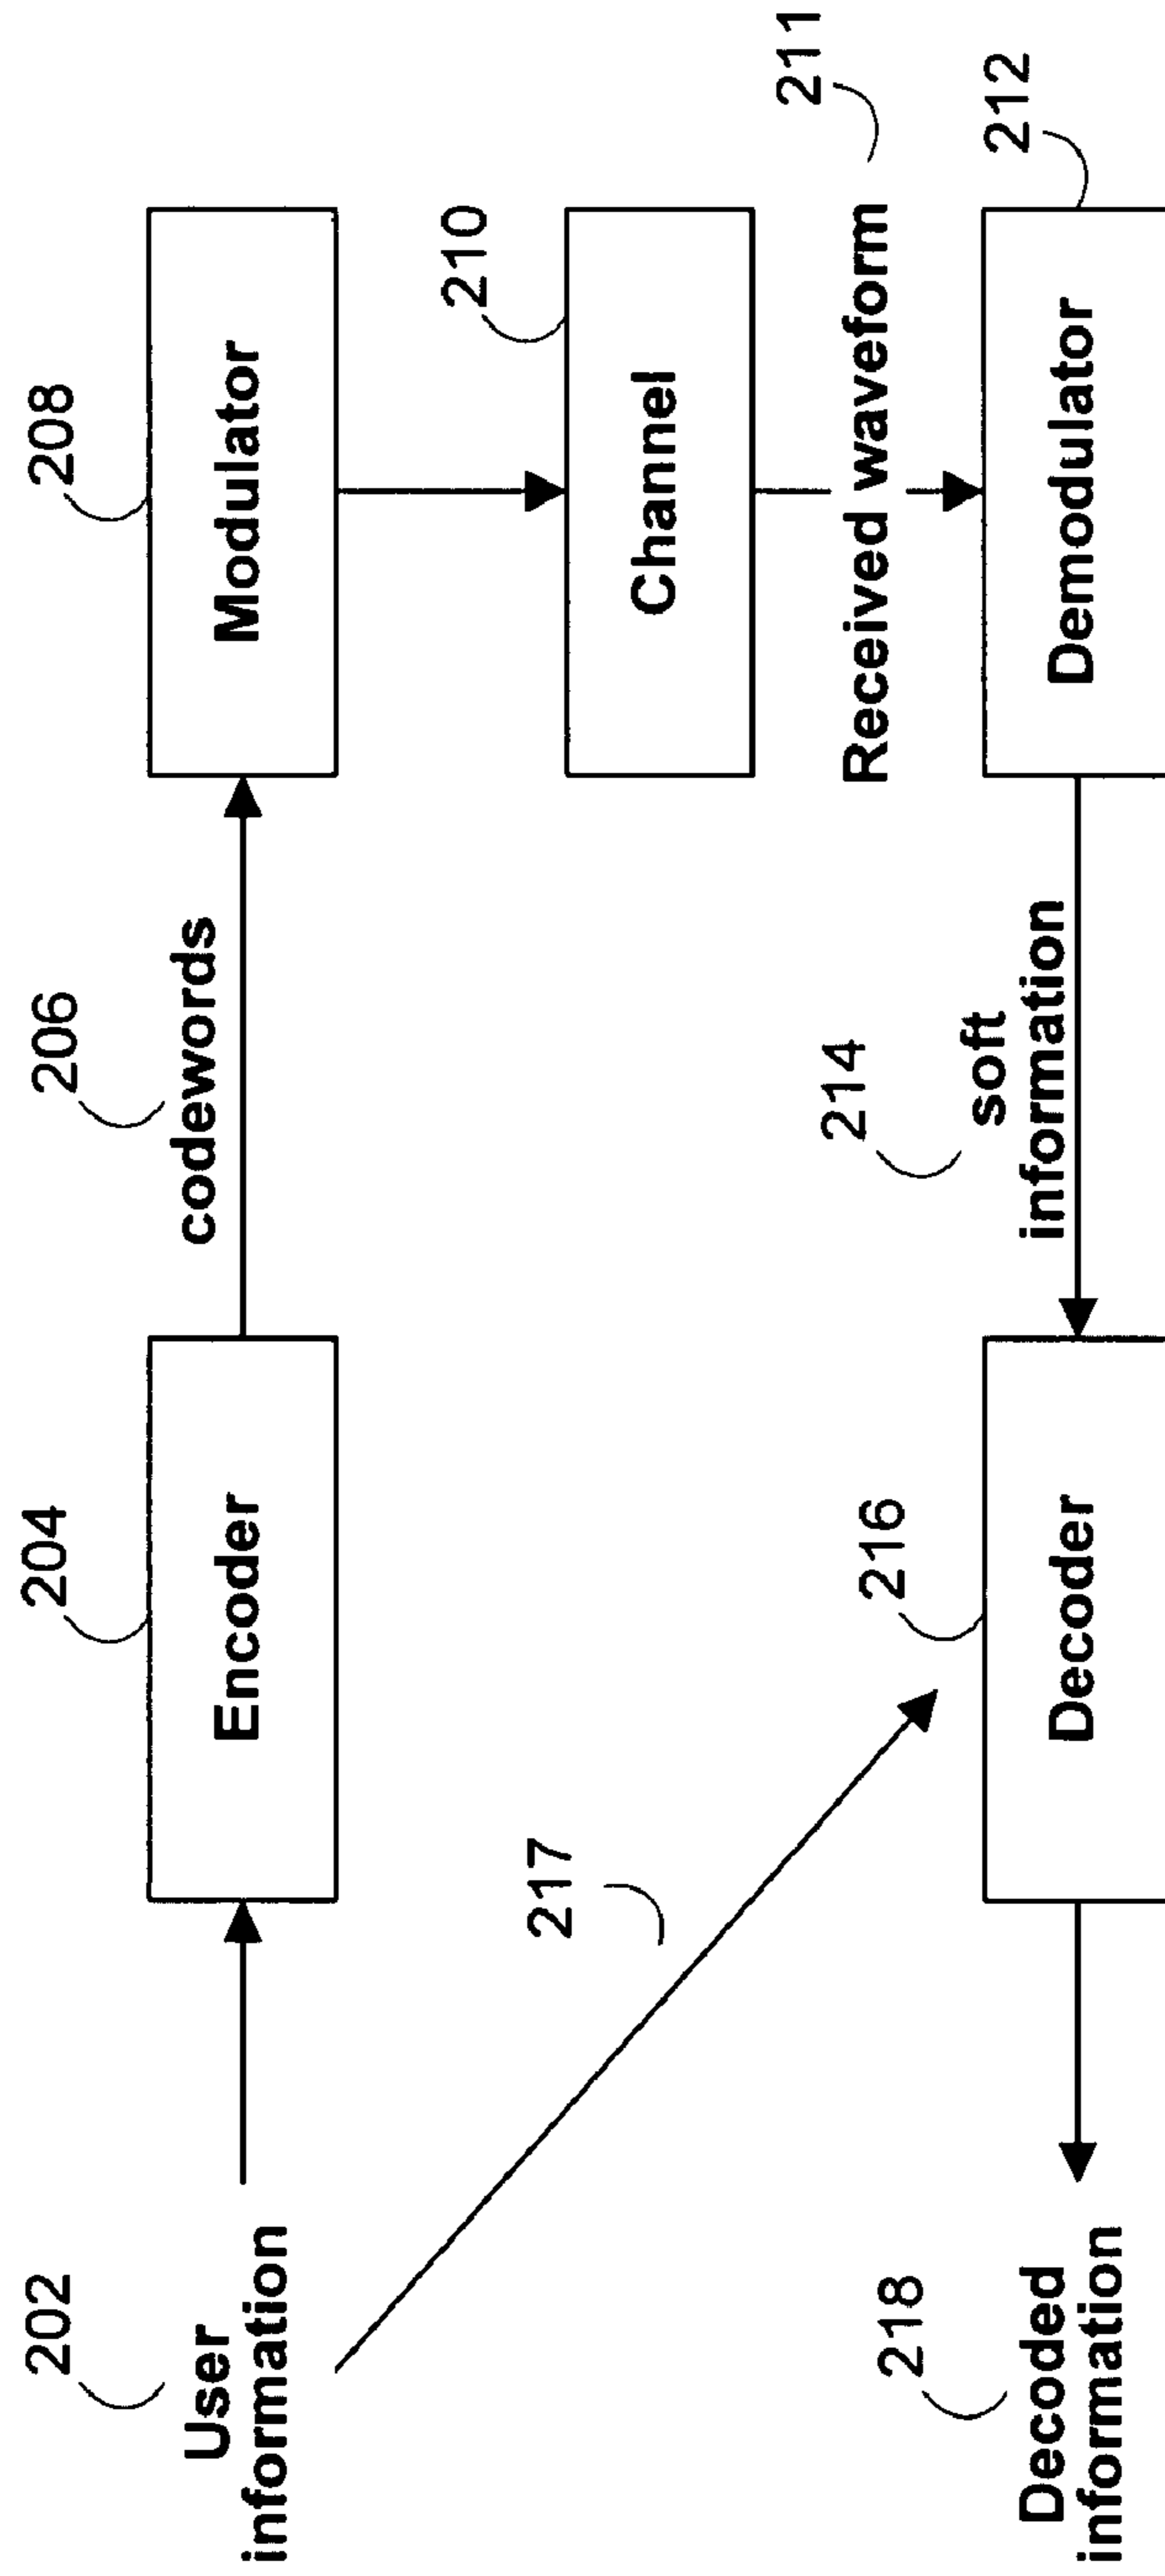 202
User
information
204
Encoder
206
codewords
208
Modulator
210
Channel
211
Received waveform
212
Demodulator
214
soft
information
216
Decoder
217
218
Decoded
information